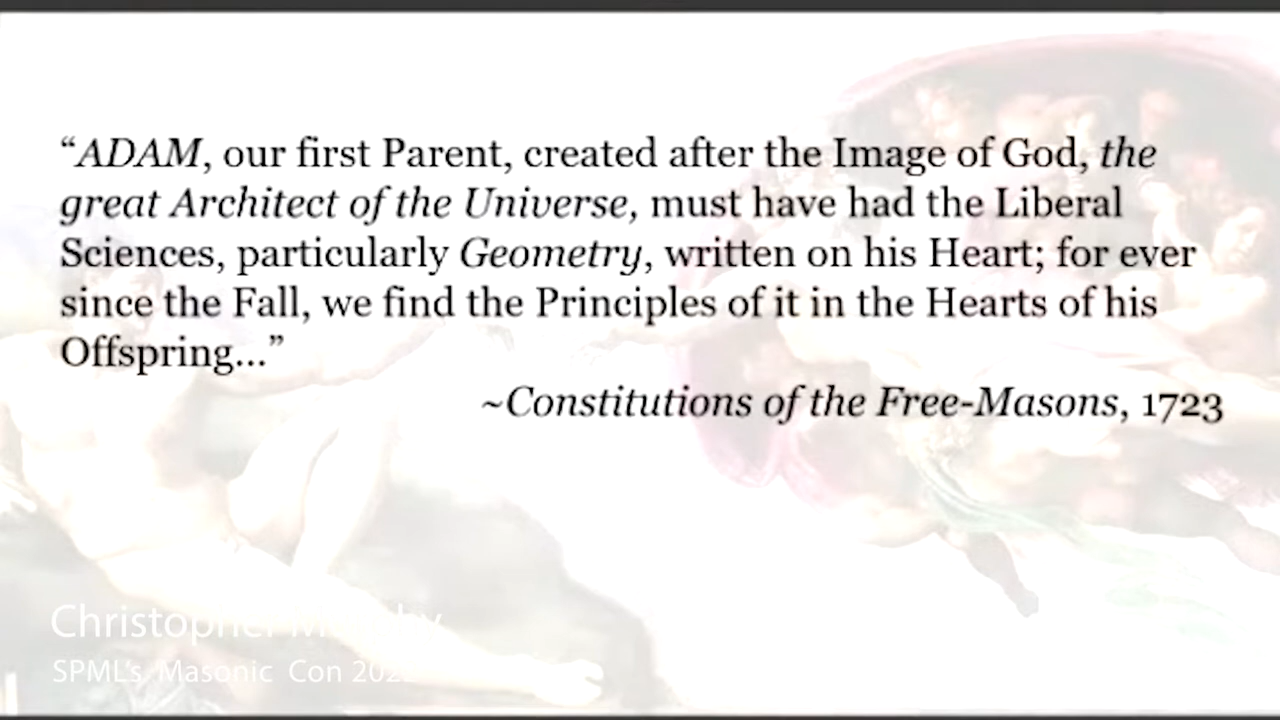 “ADAM, our first Parent, created after the Image of God, the
great Architect of the Universe, must have had the Liberal
Sciences, particularly Geometry, written on his Heart; for ever
since the Fall, we find the Principles of it in the Hearts of his
Offspring...”
~Constitutions of the Free-Masons, 1723
Christopher
SPML's Masonic Con